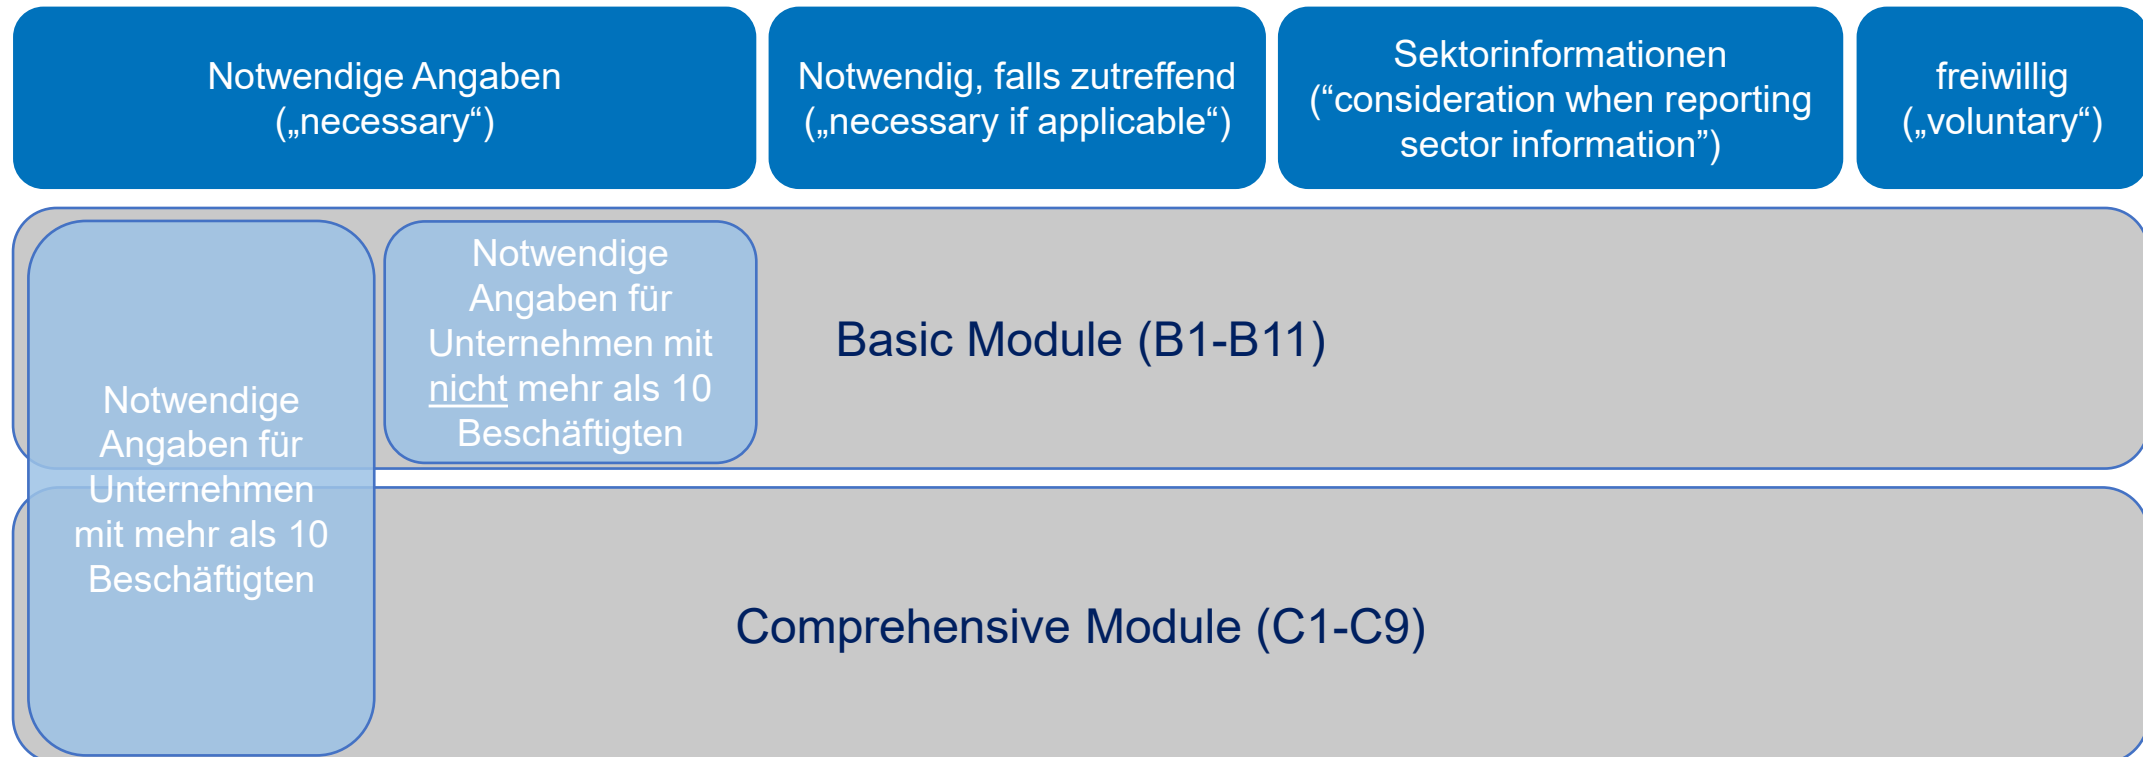 Notwendige Angaben
(„necessary“)
Notwendig, falls zutreffend
(„necessary if applicable“)
Sektorinformationen
(“consideration when reporting
sector information”)
freiwillig
(„voluntary“)
Notwendige
Angaben für
Unternehmen mit
nicht mehr als 10
Beschäftigten
Basic Module (B1-B11)
Notwendige
Angaben für
Unternehmen
mit mehr als 10
Beschäftigten
Comprehensive Module (C1-C9)